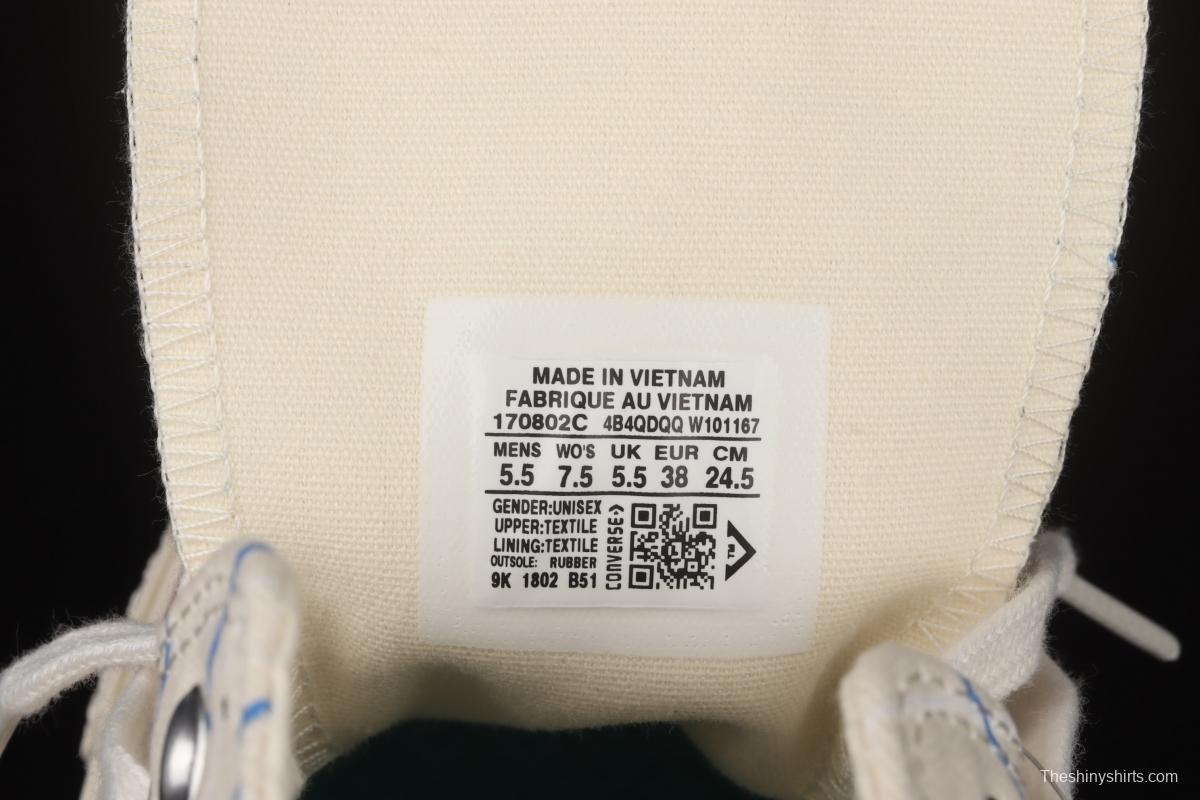 MADE IN VIETNAM
FABRIQUE AU VIETNAM
170802C 4B4QDQQ W101167
MENS WO'S UK EUR CM
5.5 7.5 5.5 38 24.5
GENDER:UNISEX
UPPER:TEXTILE
LINING:TEXTILE
OUTSOLE: RUBBER
9K 1802 B51
CONVERSE
TM
Theshinyshirts.com